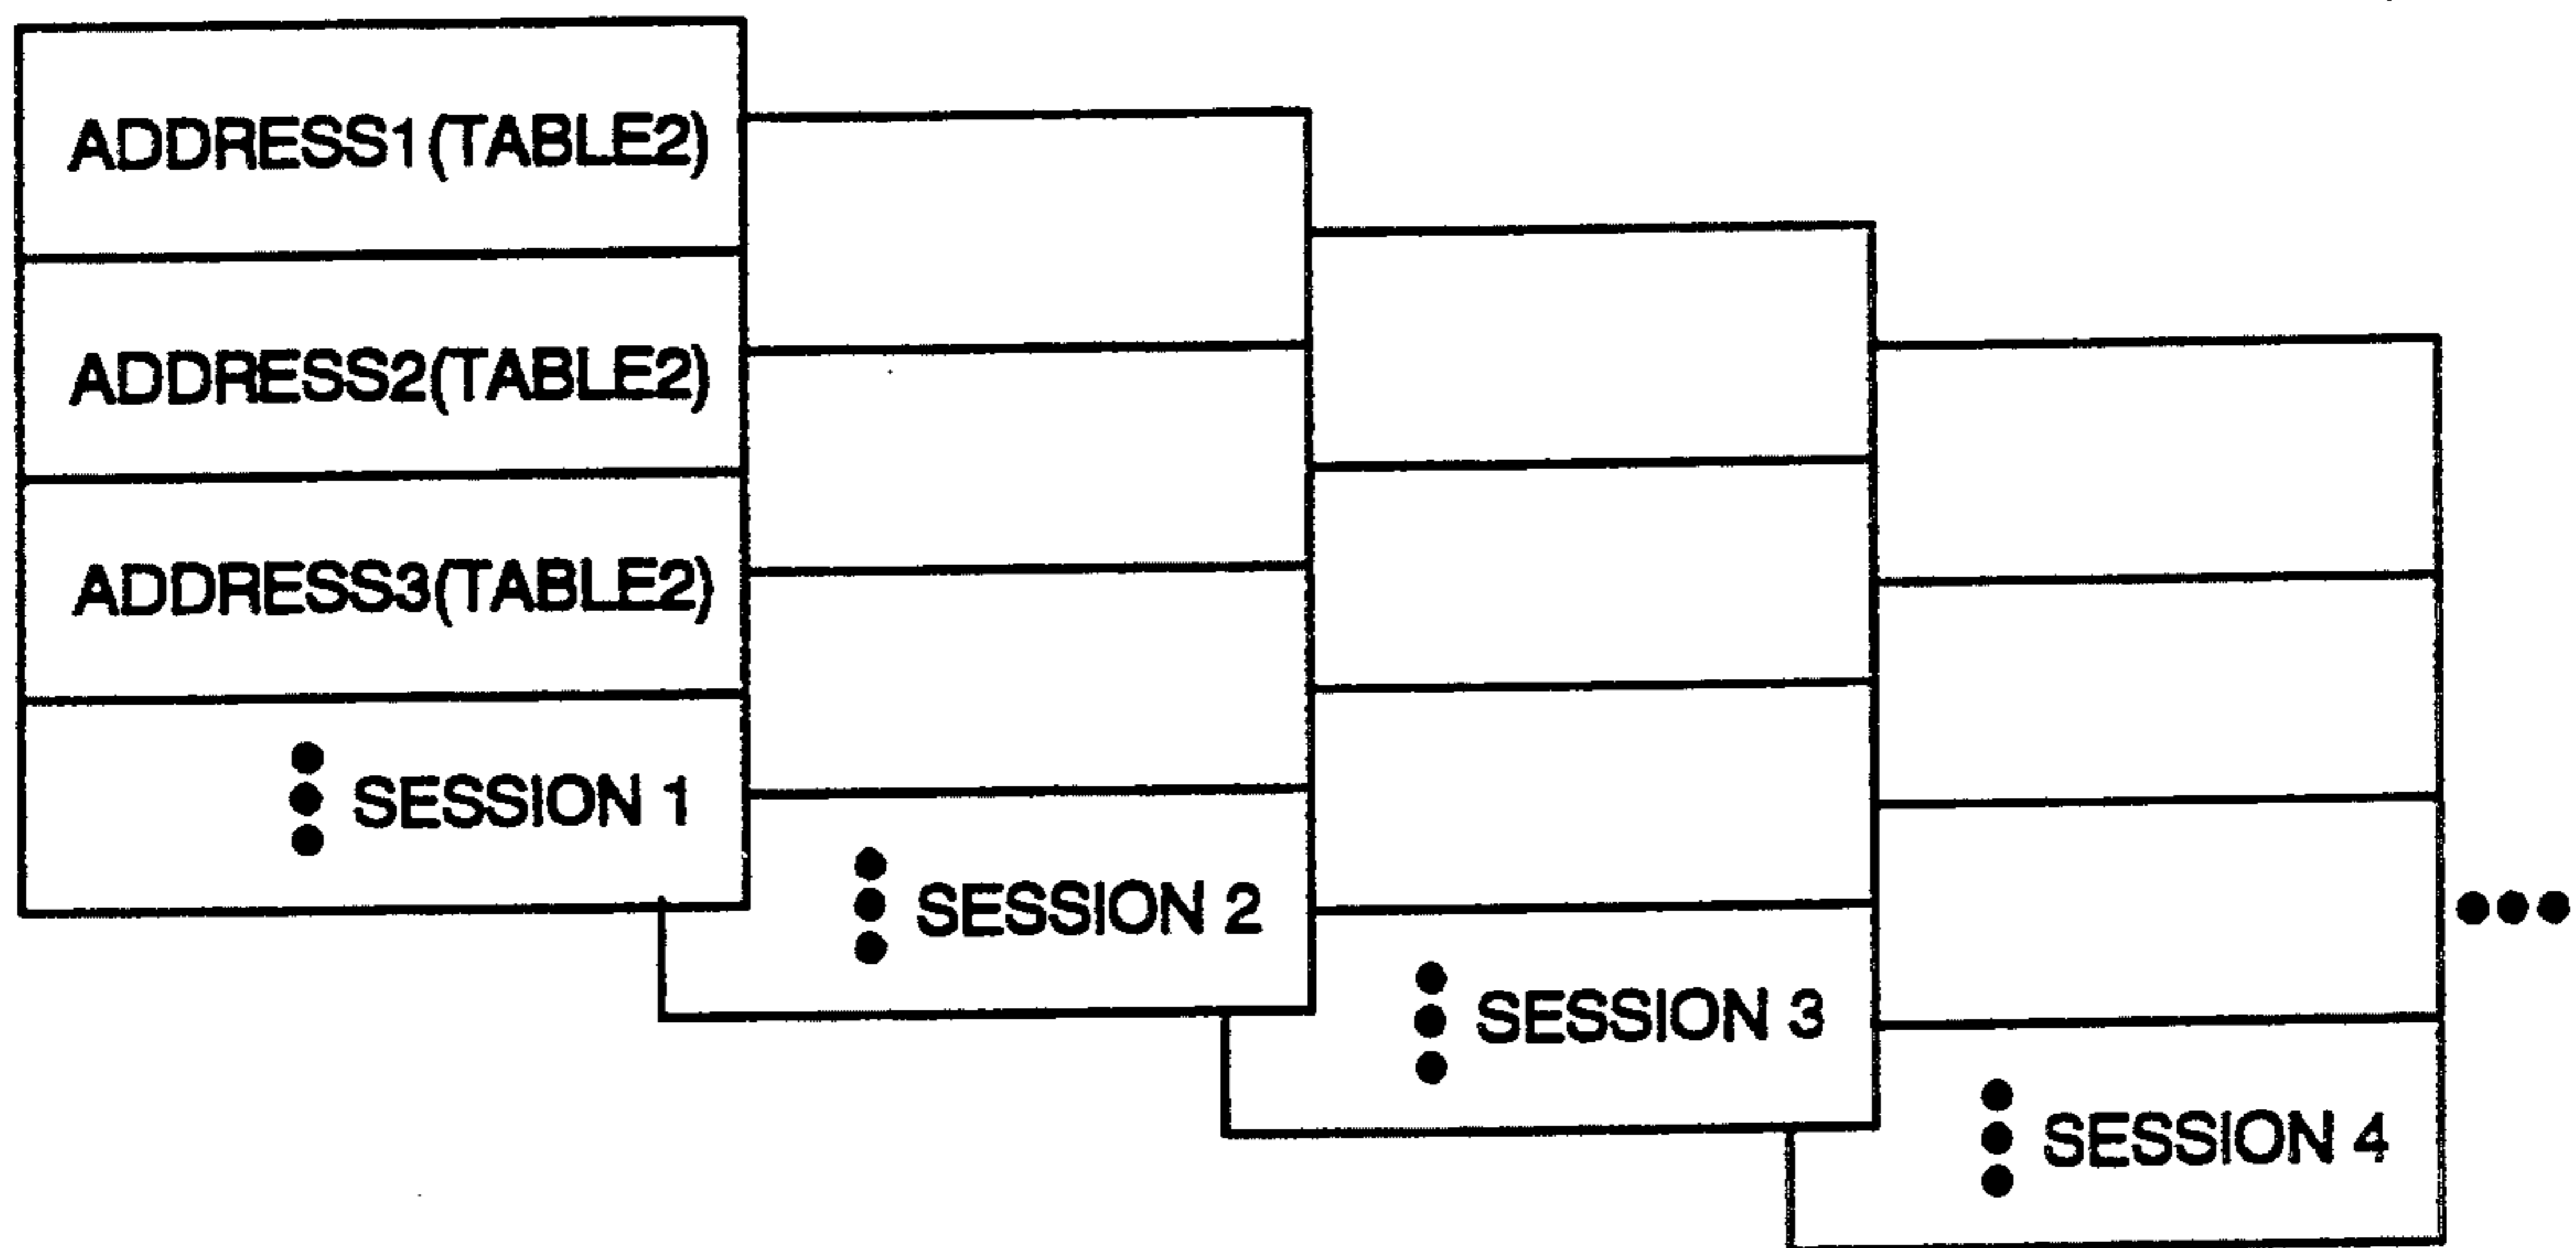 ADDRESS1(TABLE2)
ADDRESS2(TABLE2)
ADDRESS3(TABLE2)
SESSION 1
SESSION 2
SESSION 3
SESSION 4